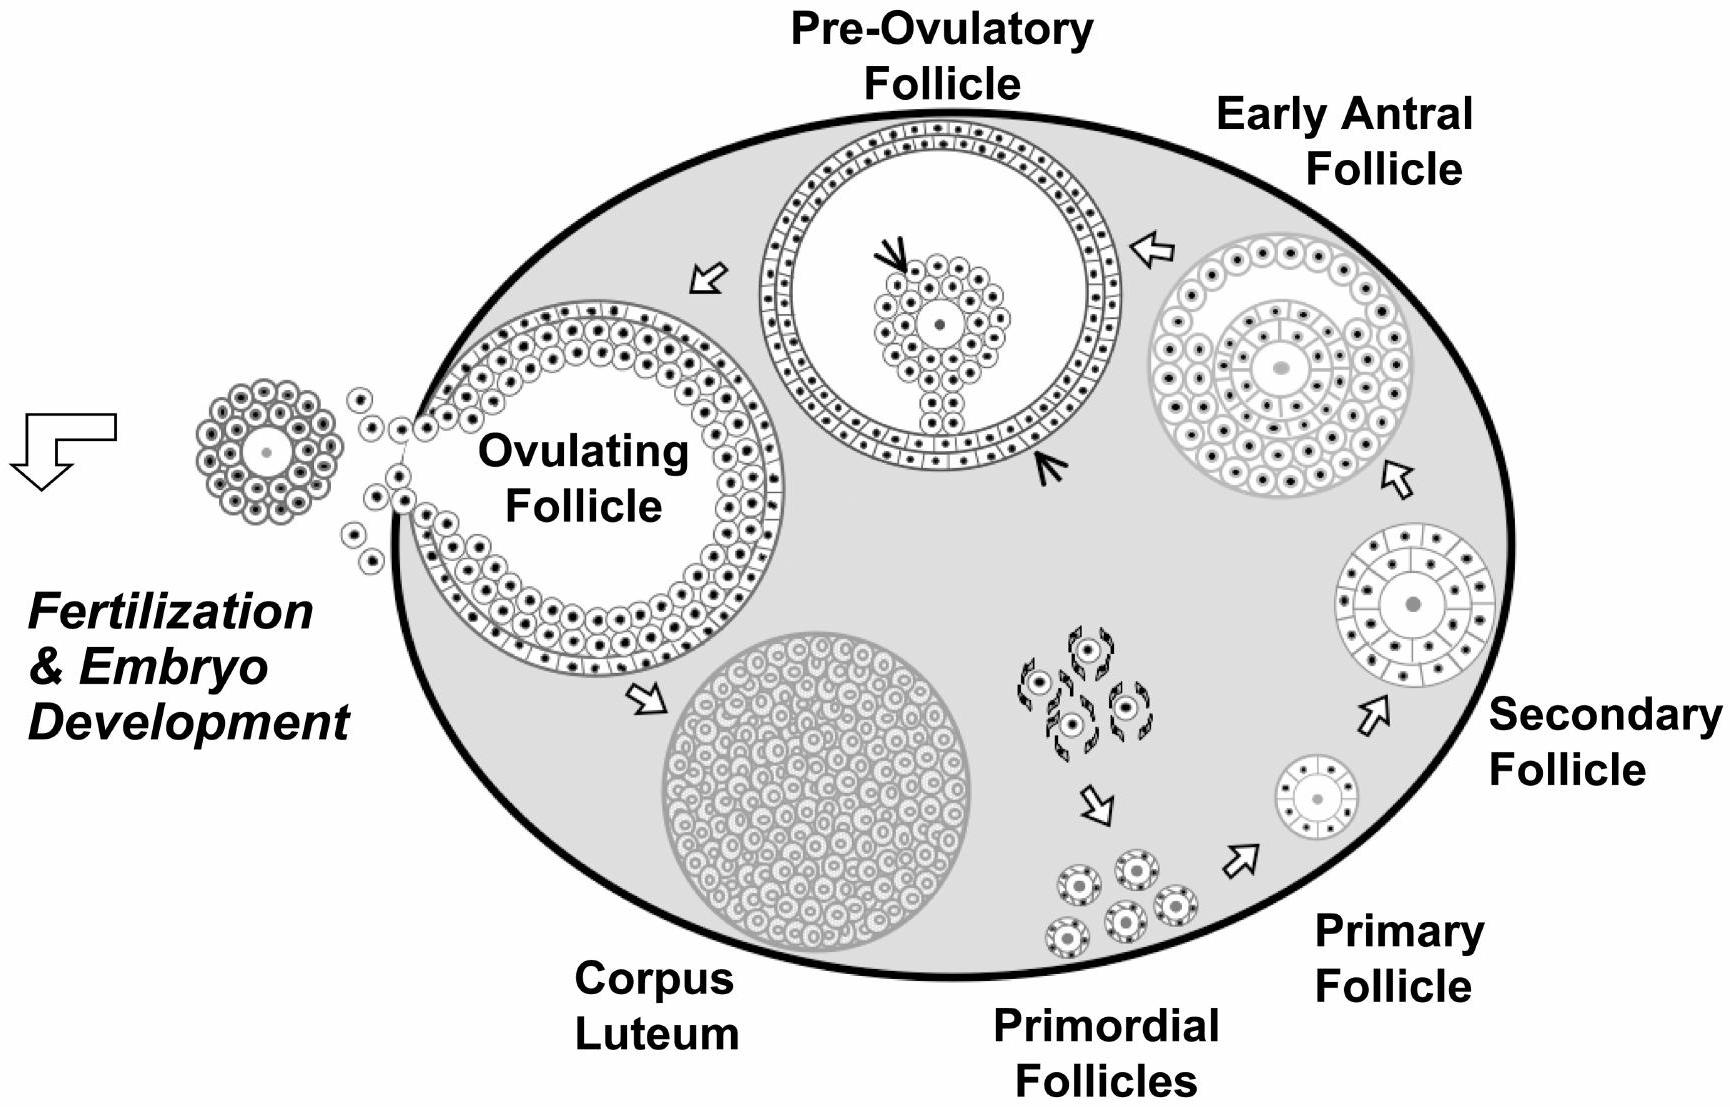 Pre-Ovulatory
Follicle
Early Antral
Follicle
Ovulating
Follicle
Fertilization
& Embryo
Development
Secondary
Follicle
Primary
Follicle
Corpus
Luteum
Primordial
Follicles